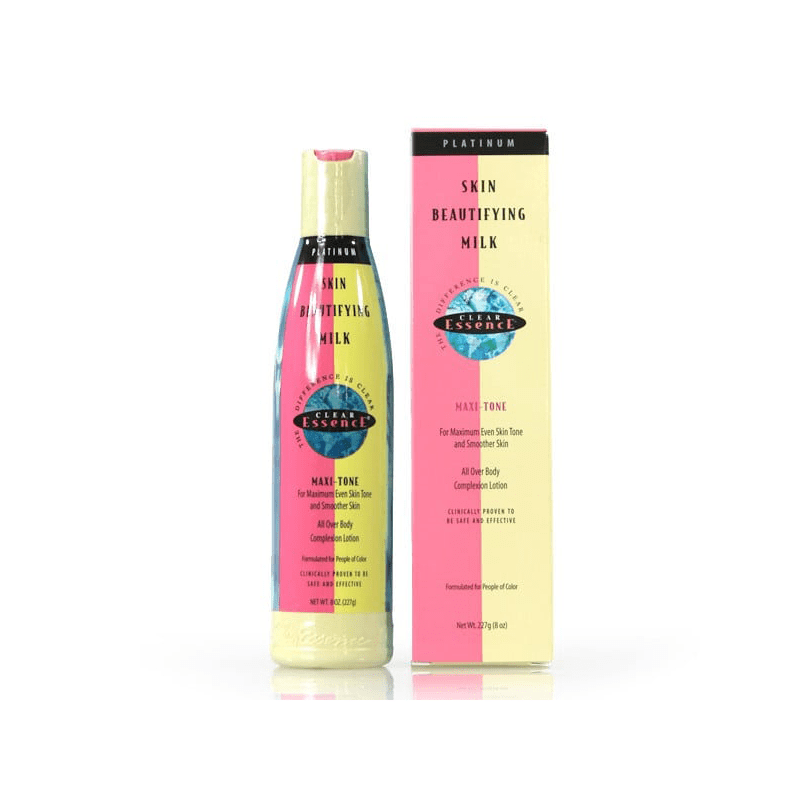 PLATINUM
SKIN
BEAUTIFYING
MILK
THE DIFFERENCE IS CLEAR
CLEAR
ESSENCE
MAXI-TONE
For Maximum Even Skin Tone
and Smoother Skin
All Over Body
Complexion Lotion
Formulated for People of Color
CLINICALLY PROVEN TO BE
SAFE AND EFFECTIVE
NET WT. 8 OZ. (227g)
PLATINUM
SKIN
BEAUTIFYING
MILK
THE DIFFERENCE IS CLEAR
CLEAR
ESSENCE
MAXI-TONE
For Maximum Even Skin Tone
and Smoother Skin
All Over Body
Complexion Lotion
CLINICALLY PROVEN TO
BE SAFE AND EFFECTIVE
Formulated for People of Color
Net Wt. 227g (8 oz)